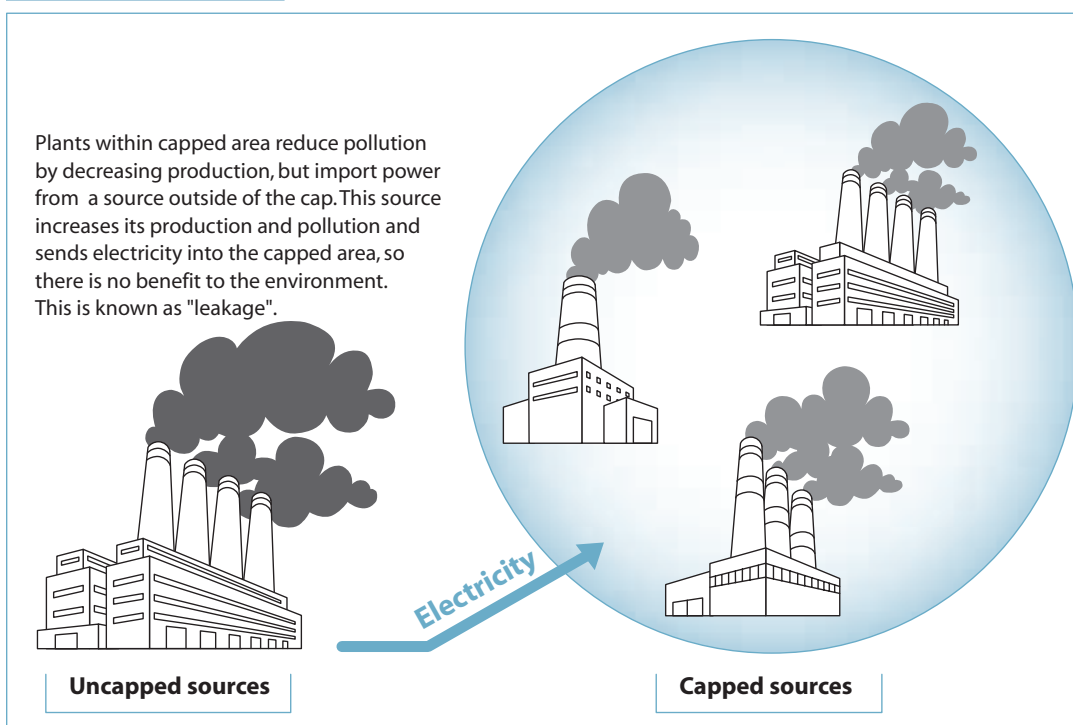 Plants within capped area reduce pollution
by decreasing production, but import power
from a source outside of the cap. This source
increases its production and pollution and
sends electricity into the capped area, so
there is no benefit to the environment.
This is known as "leakage".
Electricity
Uncapped sources
Capped sources